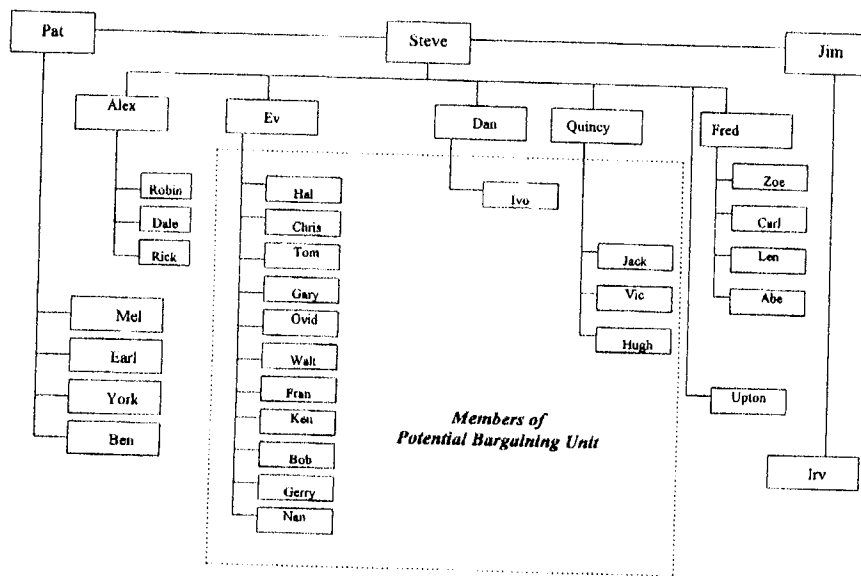 Pat
Steve
Jim
Alex
Ev
Dan
Quincy
Fred
Robin
Dale
Rick
Mel
Earl
York
Ben
Hal
Chris
Tom
Gary
Ovid
Walt
Fran
Ken
Bob
Gerry
Nan
Ivo
Jack
Vic
Hugh
Zoe
Carl
Len
Abe
Upton
Irv
Members of
Potential Bargaining Unit